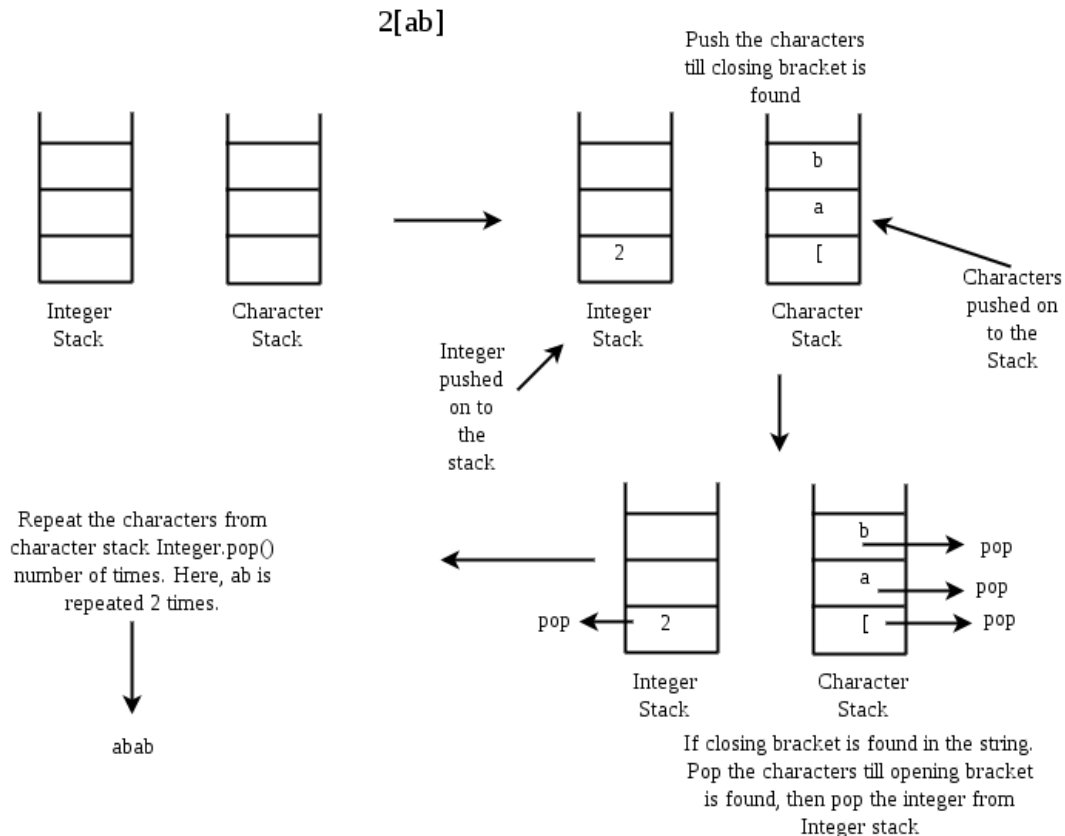 2[ab]
Push the characters
till closing bracket is
found
b
a
2
[
Integer
Stack
Character
Stack
Integer
Stack
Character
Stack
Characters
pushed on
to the
Stack
Integer
pushed
on to
the
stack
b
pop
a
pop
pop
2
[
pop
Integer
Stack
Character
Stack
If closing bracket is found in the string.
Pop the characters till opening bracket
is found, then pop the integer from
Integer stack
Repeat the characters from
character stack Integer.pop()
number of times. Here, ab is
repeated 2 times.
abab